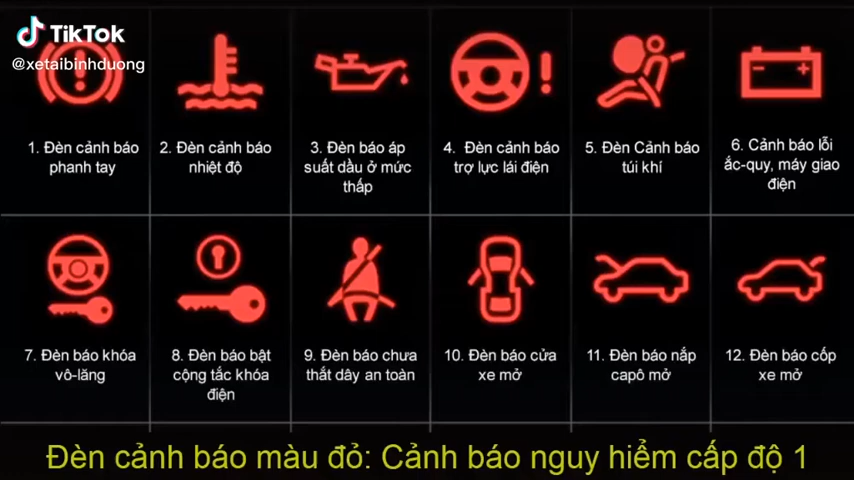 TikTok
@xetaibinhduong
1. Đèn cảnh báo
phanh tay
2. Đèn cảnh báo
nhiệt độ
3. Đèn báo áp
suất dầu ở mức
thấp
4. Đèn cảnh báo
trợ lực lái điện
5. Đèn Cảnh báo
túi khí
6. Cảnh báo lỗi
ắc-quy, máy giao
điện
7. Đèn báo khóa
vô-lăng
8. Đèn báo bật
cộng tắc khóa
điện
9. Đèn báo chưa
thắt dây an toàn
10. Đèn báo cửa
xe mở
11. Đèn báo nắp
capô mở
12. Đèn báo cốp
xe mở
Đèn cảnh báo màu đỏ: Cảnh báo nguy hiểm cấp độ 1